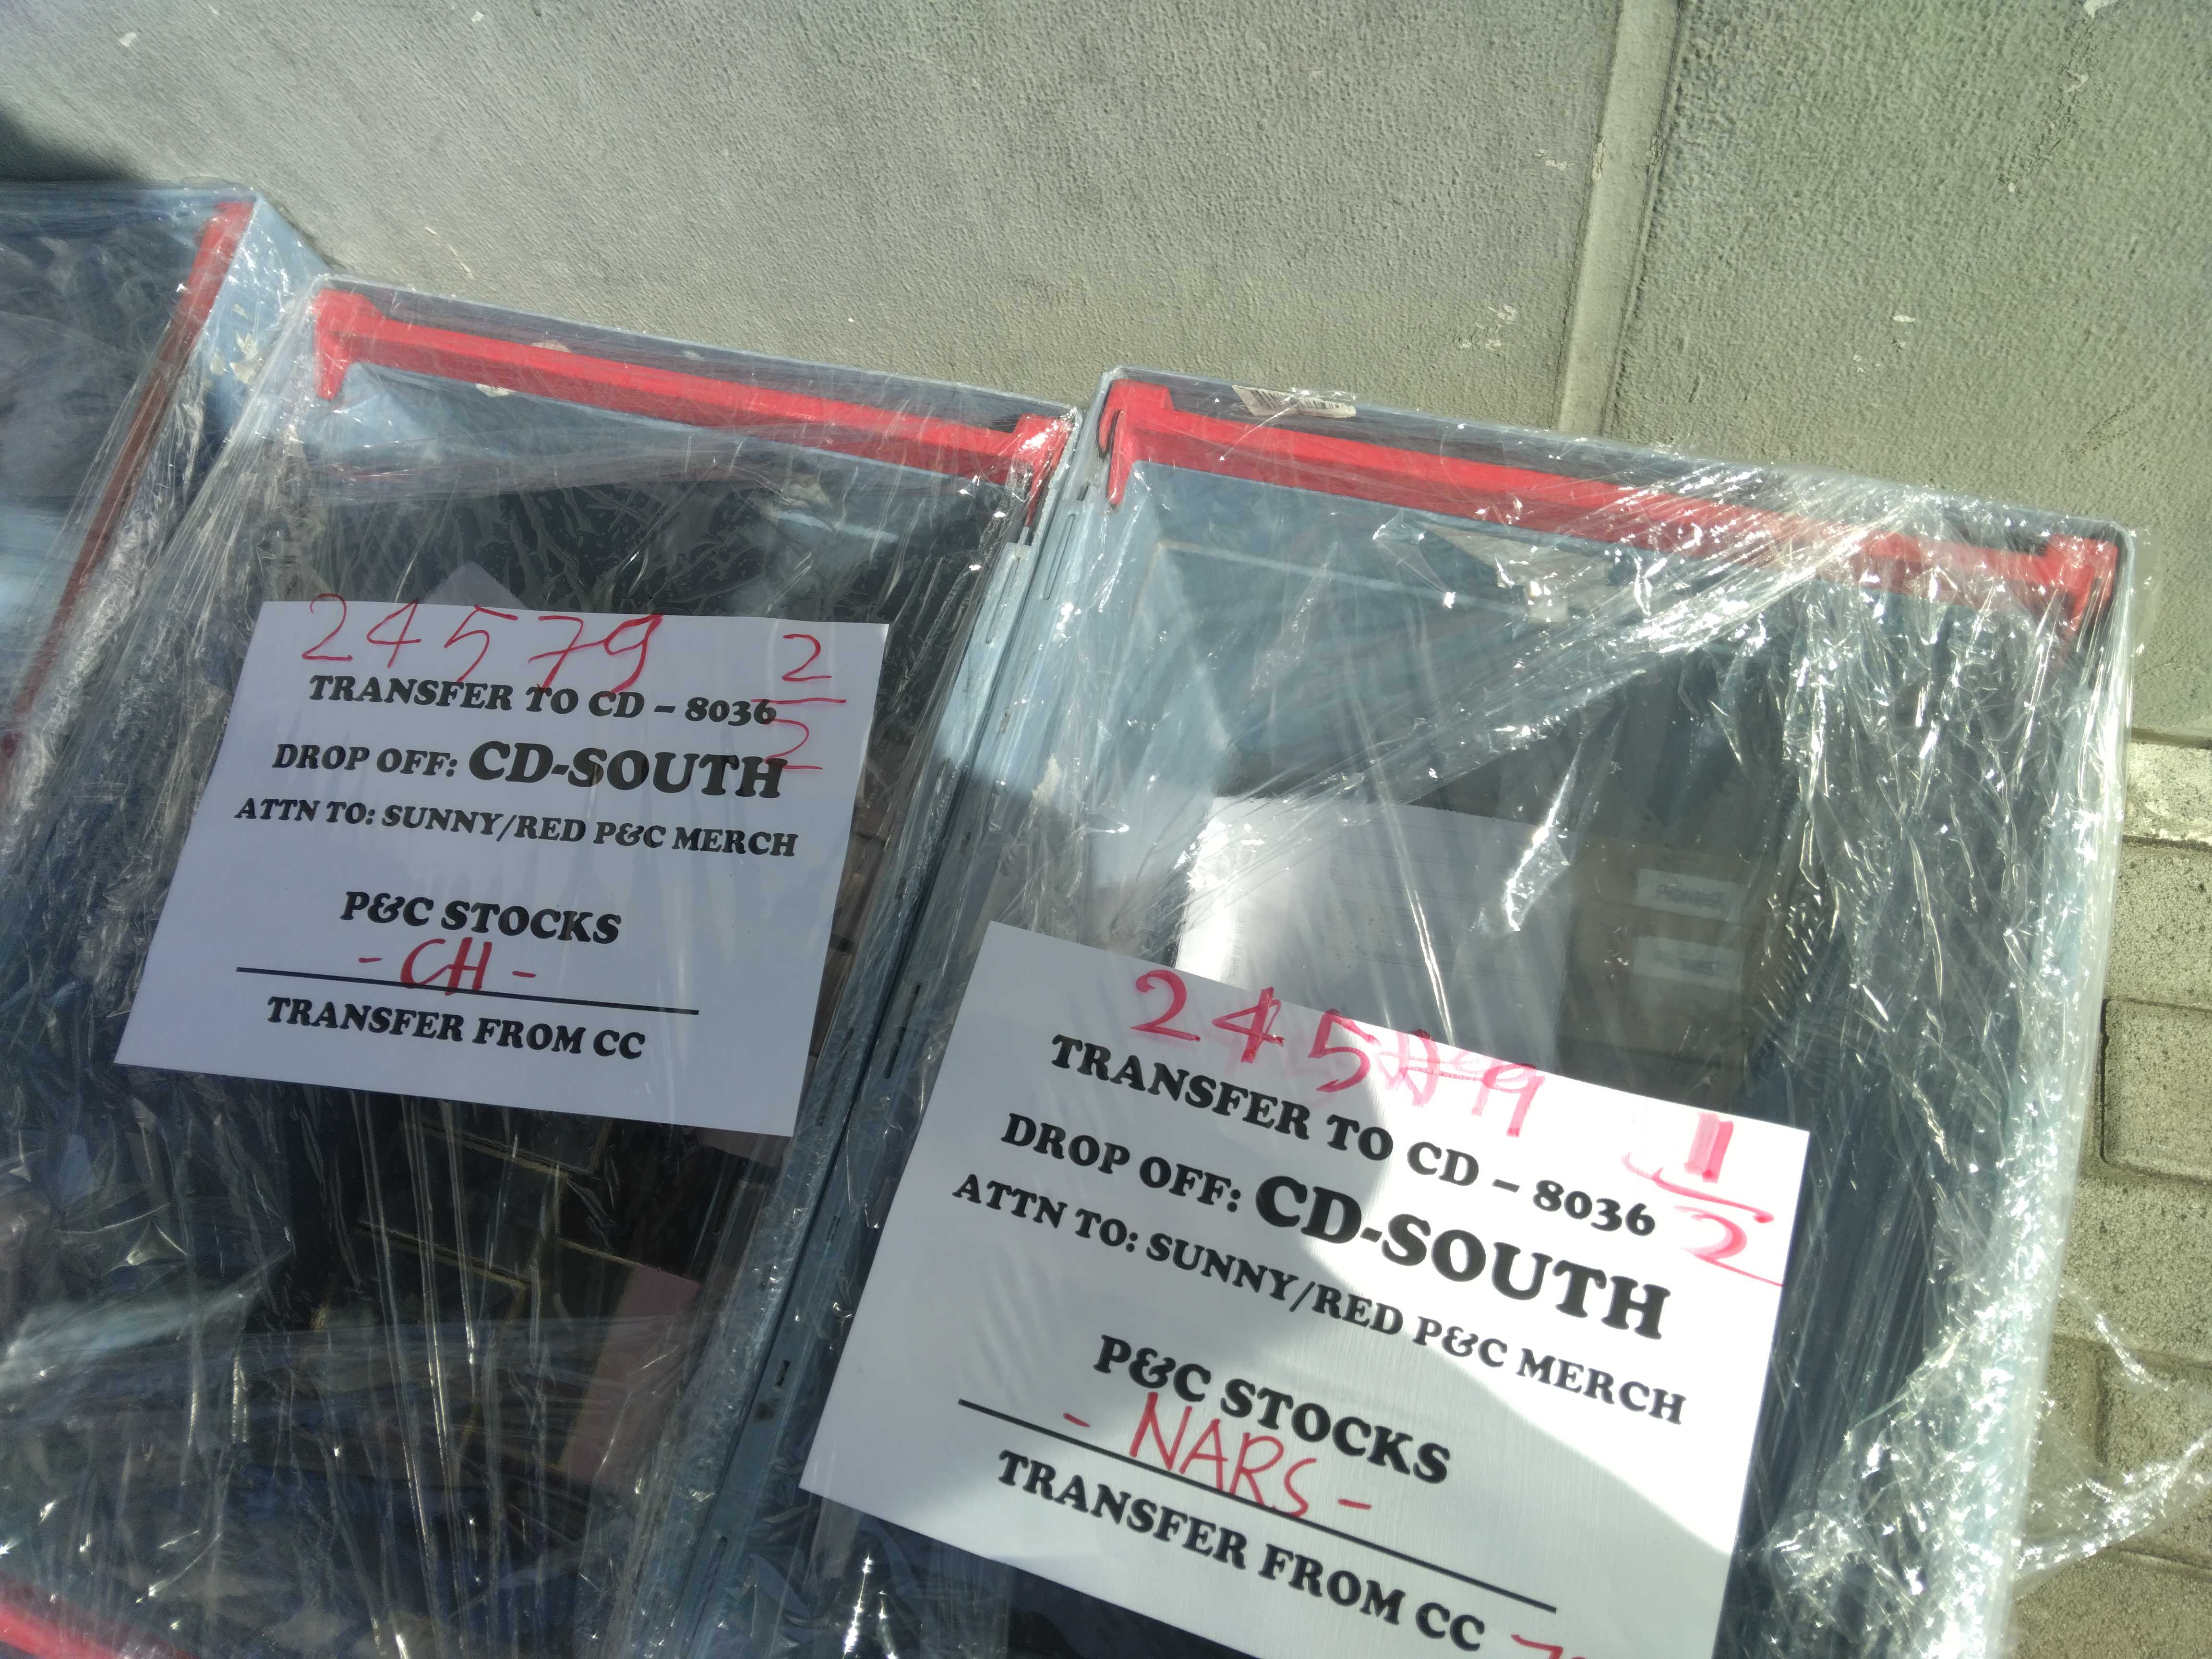 24579 2/2
TRANSFER TO CD – 8036
DROP OFF: CD-SOUTH
ATTN TO: SUNNY/RED P&C MERCH
P&C STOCKS
- CH -
TRANSFER FROM CC
24579 1/2
TRANSFER TO CD – 8036
DROP OFF: CD-SOUTH
ATTN TO: SUNNY/RED P&C MERCH
P&C STOCKS
- NARS -
TRANSFER FROM CC